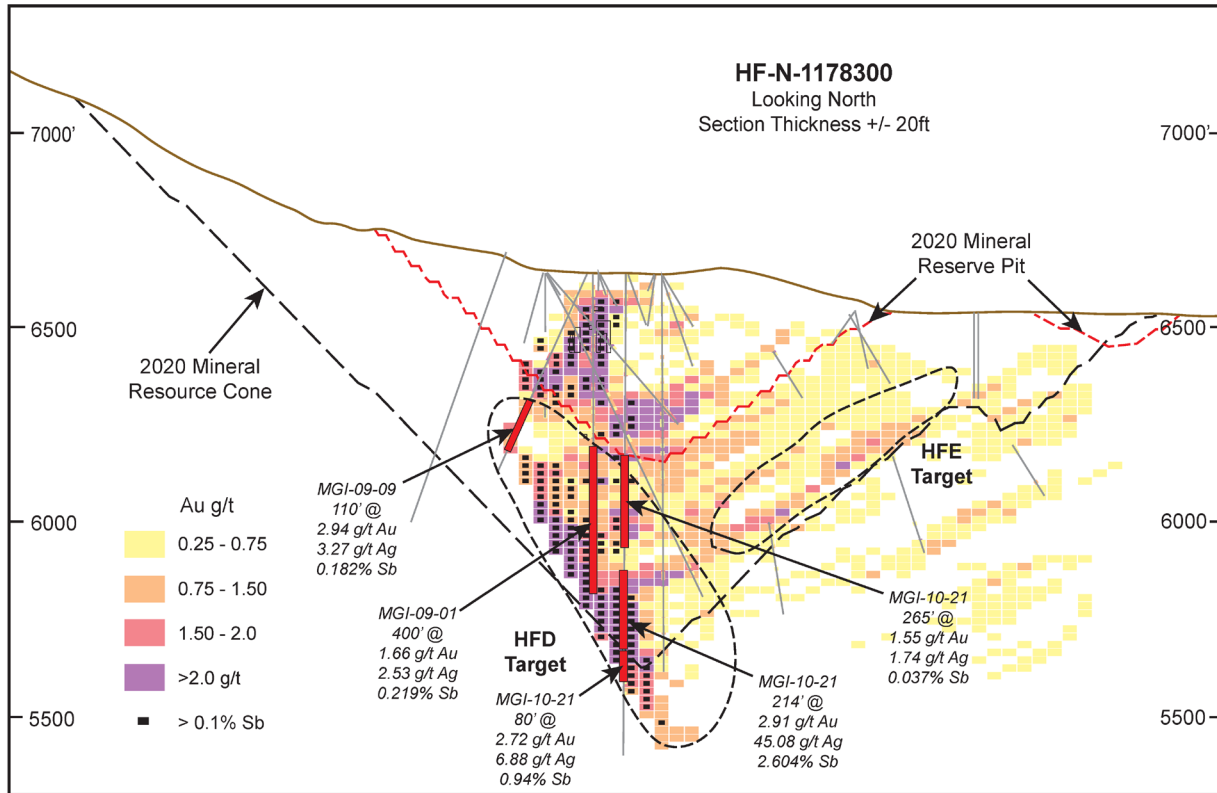 HF-N-1178300
Looking North
Section Thickness +/- 20ft
7000'
7000'
2020 Mineral
Reserve Pit
6500
6500
2020 Mineral
Resource Cone
HFE
Target
MGI-09-09
110' @
2.94 g/t Au
3.27 g/t Ag
0.182% Sb
Au g/t
0.25 - 0.75
0.75 - 1.50
1.50 - 2.0
>2.0 g/t
> 0.1% Sb
6000
6000
MGI-09-01
400' @
1.66 g/t Au
2.53 g/t Ag
0.219% Sb
HFD
Target
MGI-10-21
265' @
1.55 g/t Au
1.74 g/t Ag
0.037% Sb
MGI-10-21
80' @
2.72 g/t Au
6.88 g/t Ag
0.94% Sb
MGI-10-21
214' @
2.91 g/t Au
45.08 g/t Ag
2.604% Sb
5500
5500